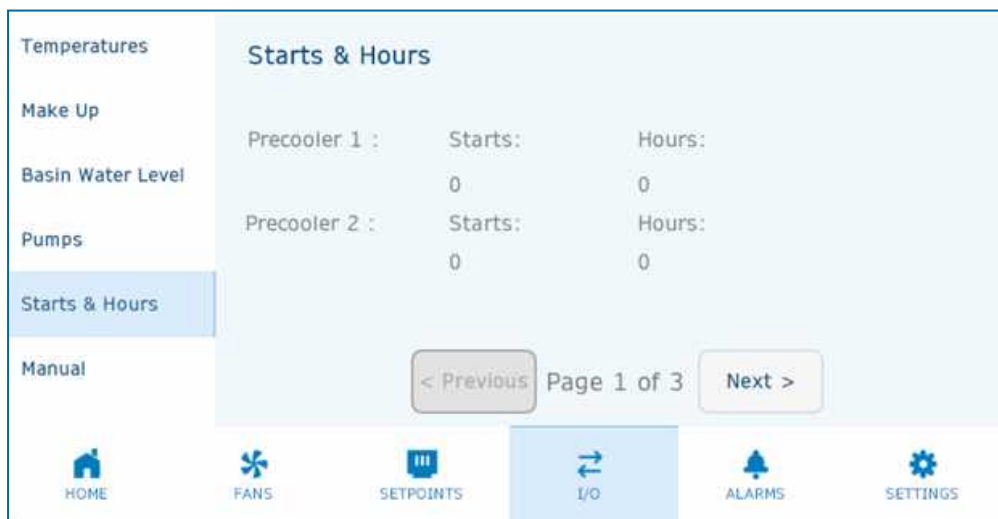 Temperatures
Make Up
Basin Water Level
Pumps
Starts & Hours
Manual
Starts & Hours
Precooler 1 : Starts: Hours:
0 0
Precooler 2 : Starts: Hours:
0 0
< Previous Page 1 of 3 Next >
HOME FANS SETPOINTS I/O ALARMS SETTINGS